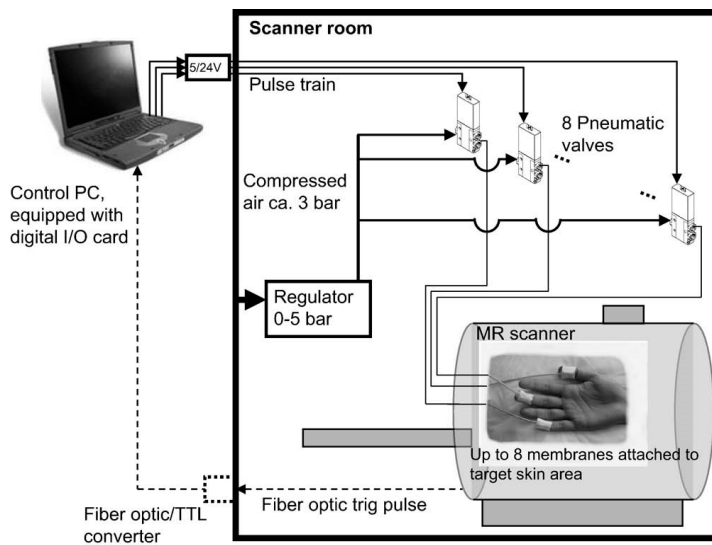 Scanner room
5/24V
Pulse train
8 Pneumatic
valves
Control PC,
equipped with
digital I/O card
Compressed
air ca. 3 bar
Regulator
0-5 bar
MR scanner
Up to 8 membranes attached to
target skin area
Fiber optic trig pulse
Fiber optic/TTL
converter